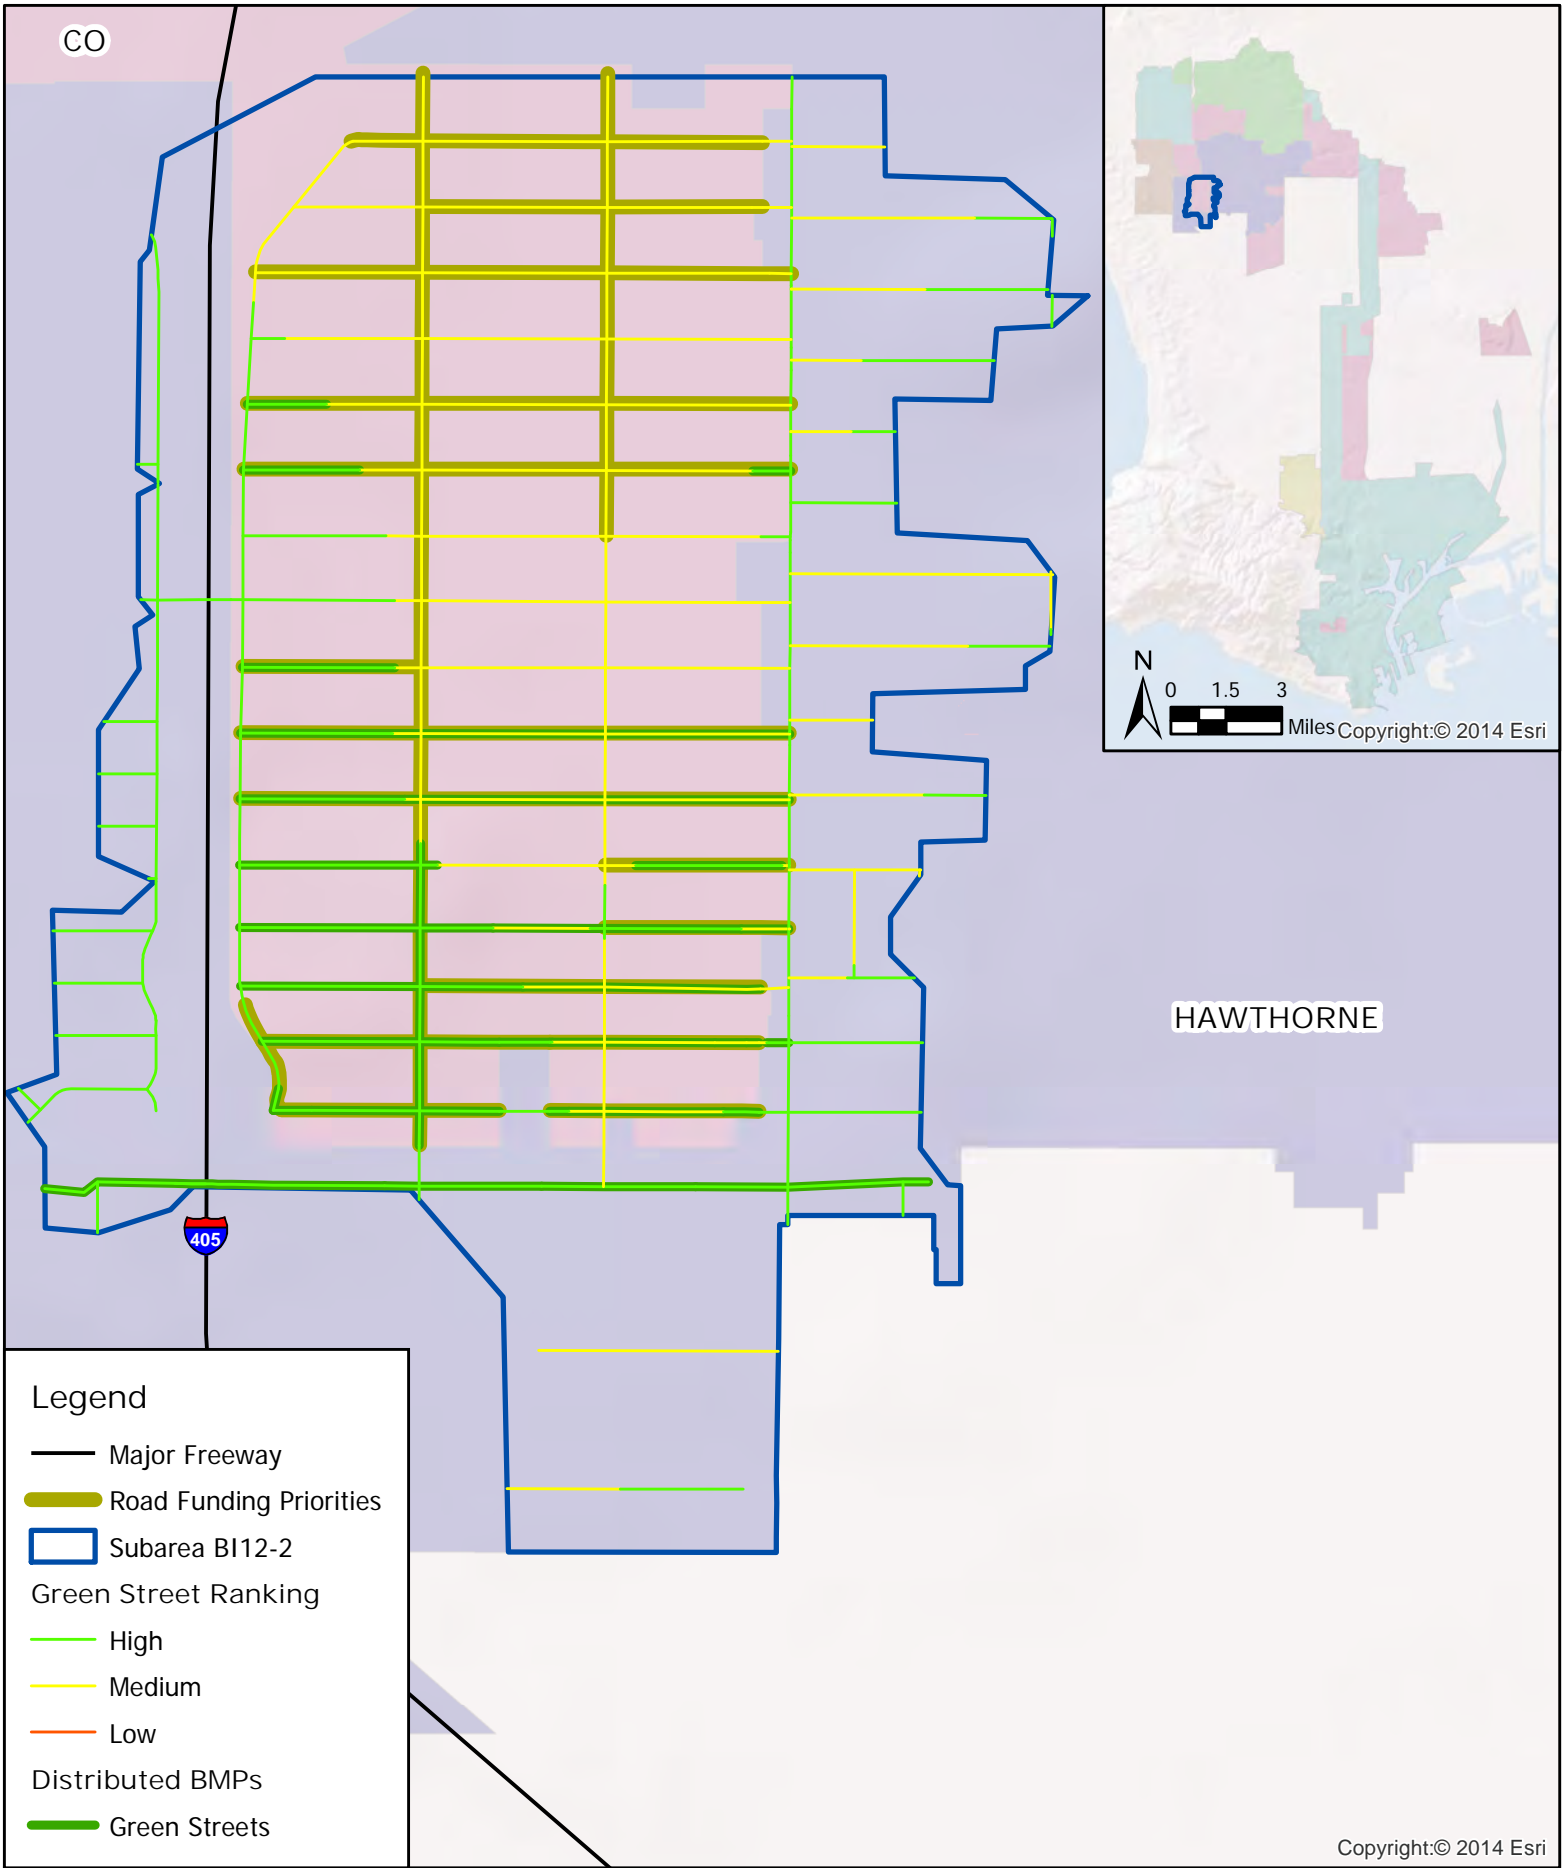 CO
N
0 1.5 3
Miles
Copyright:© 2014 Esri
HAWTHORNE
405
Legend
Major Freeway
Road Funding Priorities
Subarea BI12-2
Green Street Ranking
High
Medium
Low
Distributed BMPs
Green Streets
Copyright:© 2014 Esri